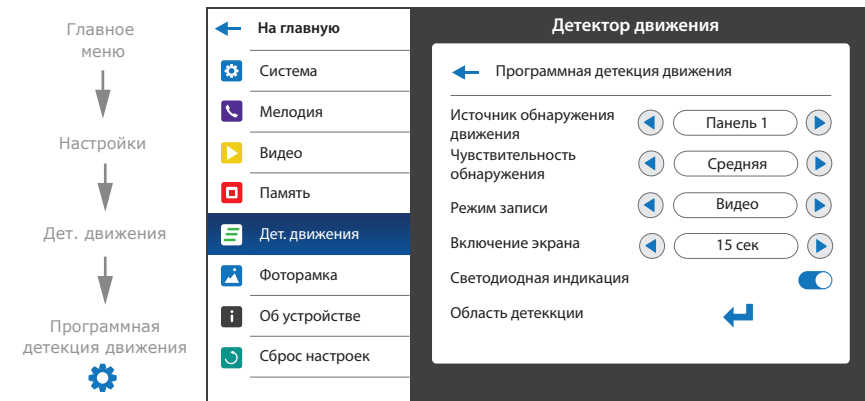 Главное
меню
Настройки
Дет. движения
Программная
детекция движения
На главную
Система
Мелодия
Видео
Память
Дет. движения
Фоторамка
Об устройстве
Сброс настроек
Детектор движения
Программная детекция движения
Источник обнаружения
движения
Панель 1
Чувствительность
обнаружения
Средняя
Режим записи
Видео
Включение экрана
15 сек
Светодиодная индикация
Область детеккции